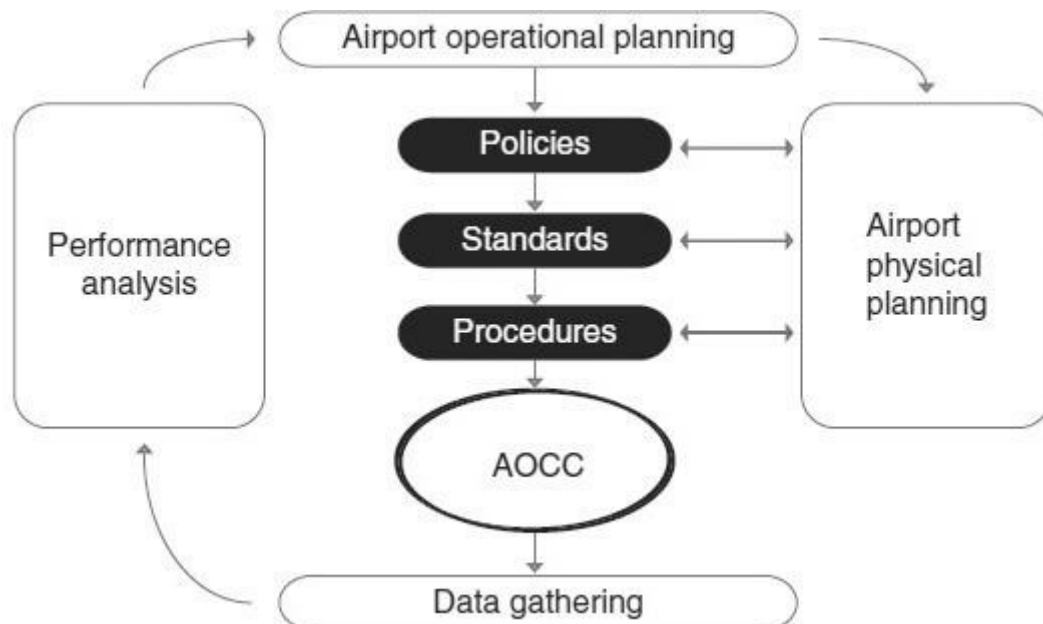 Airport operational planning
Policies
Standards
Procedures
Performance
analysis
Airport
physical
planning
AOCC
Data gathering